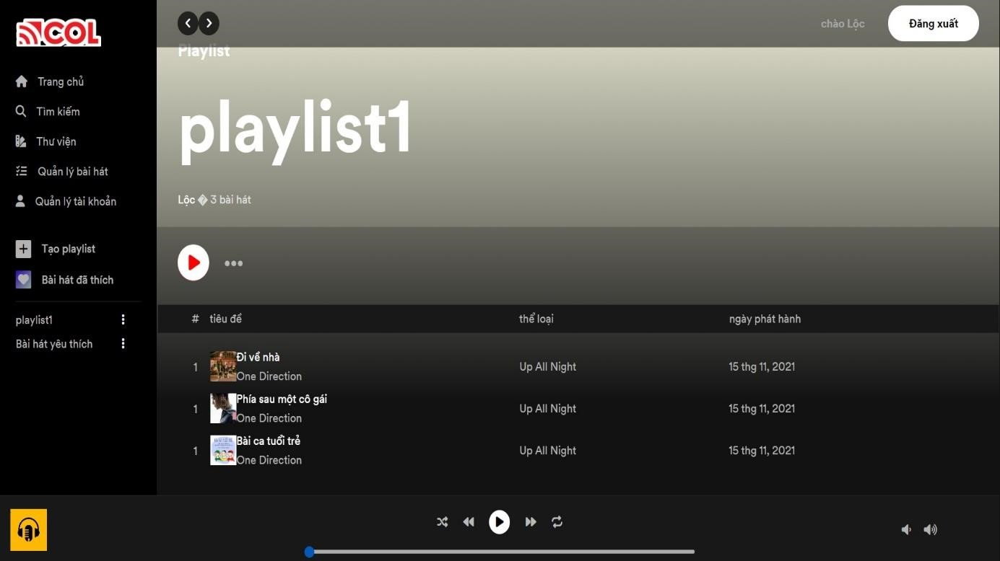 COL
Trang chủ
Tìm kiếm
Thư viện
Quản lý bài hát
Quản lý tài khoản
Tạo playlist
Bài hát đã thích
playlist1
Bài hát yêu thích
chào Lộc
Đăng xuất
Playlist
playlist1
Lộc � 3 bài hát
# tiêu đề thể loại ngày phát hành
1 Đi về nhà Up All Night 15 thg 11, 2021
One Direction
1 Phía sau một cô gái Up All Night 15 thg 11, 2021
One Direction
1 Bài ca tuổi trẻ Up All Night 15 thg 11, 2021
One Direction